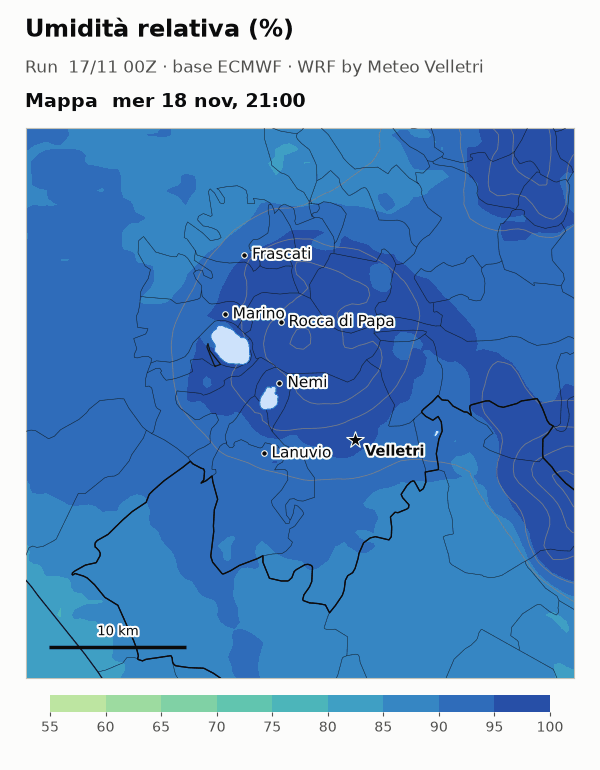 Umidità relativa (%)
Run  17/11 00Z · base ECMWF · WRF by Meteo Velletri
Mappa  mer 18 nov, 21:00
Frascati
Marino
Rocca di Papa
Nemi
Velletri
Lanuvio
10 km
55 60 65 70 75 80 85 90 95 100